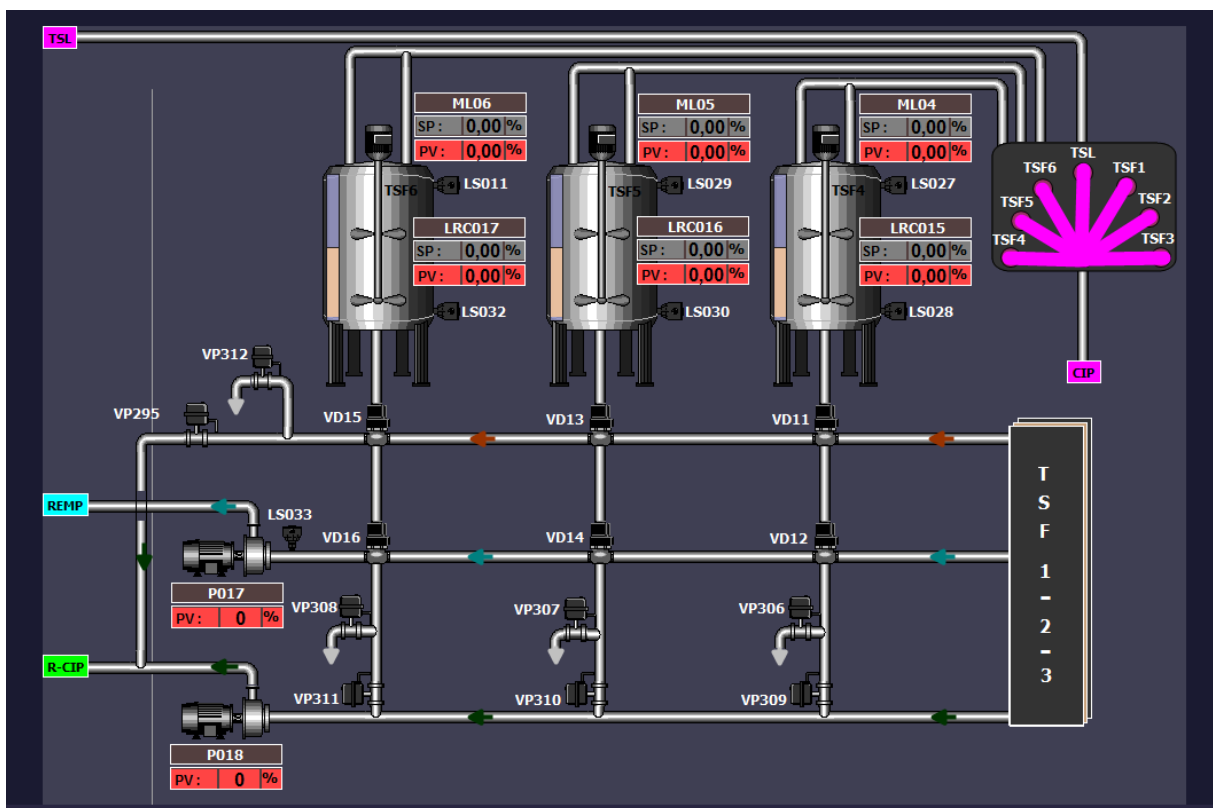 TSL
ML06
SP: 0,00 %
PV: 0,00 %
ML05
SP: 0,00 %
PV: 0,00 %
ML04
SP: 0,00 %
PV: 0,00 %
TSF6
LS011
TSF5
LS029
TSF4
LS027
TSL
TSF6
TSF1
TSF5
TSF2
TSF4
TSF3
LRC017
SP: 0,00 %
PV: 0,00 %
LRC016
SP: 0,00 %
PV: 0,00 %
LRC015
SP: 0,00 %
PV: 0,00 %
LS032
LS030
LS028
CIP
VP312
VP295
VD15
VD13
VD11
REMP
LS033
VD16
VD14
VD12
TSF 1-2-3
P017
PV: 0 %
VP308
VP307
VP306
R-CIP
VP311
VP310
VP309
P018
PV: 0 %